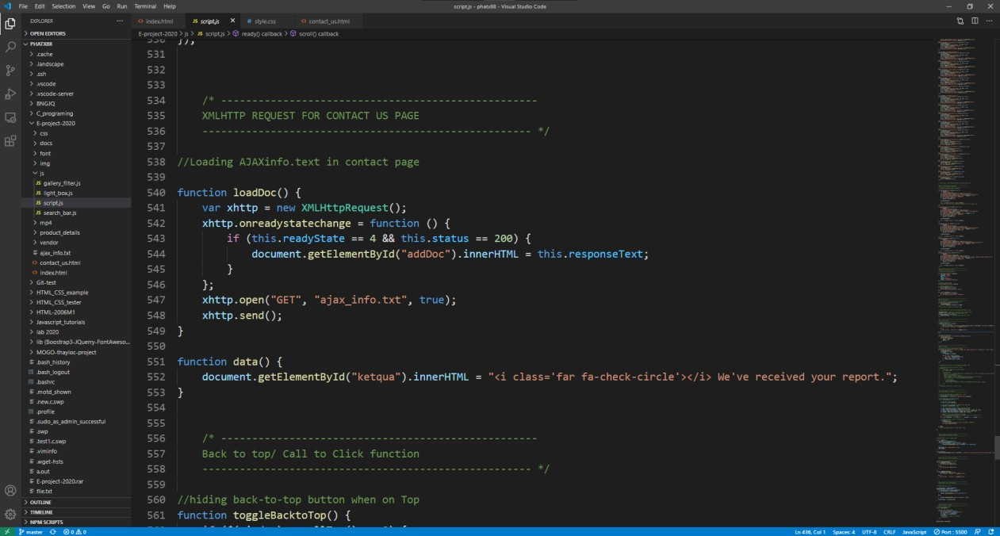 File Edit Selection View Go Run Terminal Help
script.js - phatx88 - Visual Studio Code
EXPLORER
index.html
JS script.js
# style.css
contact_us.html
E-project-2020 > js > JS script.js > ready() callback > scroll() callback
OPEN EDITORS
PHATX88
.cache
.landscape
.ssh
.vscode
.vscode-server
BNGJQ
C_programing
E-project-2020
css
docs
font
img
js
JS gallery_filter.js
JS light_box.js
JS script.js
JS search_bar.js
mp4
product_details
vendor
ajax_info.txt
contact_us.html
index.html
Git-test
HTML_CSS_example
HTML_CSS_tester
HTML-2006M1
Javascript_tutorials
lab 2020
lib (Boostrap3-JQuerry-FontAweso...
MOGO-thayloc-project
.bash_history
.bash_logout
.bashrc
.motd_shown
.new.c.swp
.profile
.sudo_as_admin_successful
.swp
.test1.c.swp
.viminfo
.wget-hsts
a.out
E-project-2020.rar
file.txt
OUTLINE
TIMELINE
NPM SCRIPTS
530 });
531
532
533
534 /* ---------------------------------------------------
535 XMLHTTP REQUEST FOR CONTACT US PAGE
536 ----------------------------------------------------- */
537
538 //Loading AJAXinfo.text in contact page
539
540 function loadDoc() {
541 var xhttp = new XMLHttpRequest();
542 xhttp.onreadystatechange = function () {
543 if (this.readyState == 4 && this.status == 200) {
544 document.getElementById("addDoc").innerHTML = this.responseText;
545 }
546 };
547 xhttp.open("GET", "ajax_info.txt", true);
548 xhttp.send();
549 }
550
551 function data() {
552 document.getElementById("ketqua").innerHTML = "<i class='far fa-check-circle'></i> We've received your report.";
553 }
554
555
556 /* ---------------------------------------------------
557 Back to top/ Call to Click function
558 ----------------------------------------------------- */
559
560 //hiding back-to-top button when on Top
561 function toggleBacktoTop() {
master
0 0
Ln 436, Col 1 Spaces: 4 UTF-8 CRLF JavaScript Port : 5500